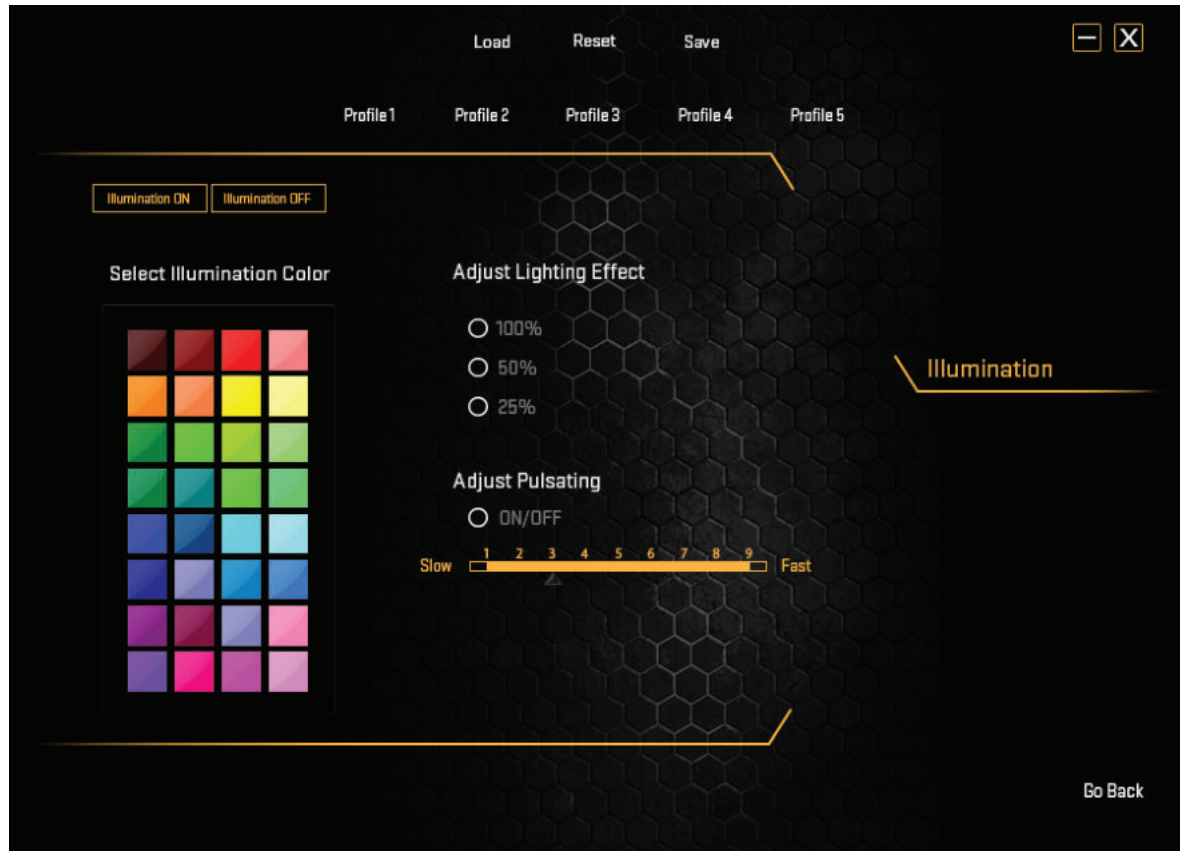 Load Reset Save
X
Profile 1 Profile 2 Profile 3 Profile 4 Profile 5
Illumination ON Illumination OFF
Select Illumination Color
Adjust Lighting Effect
100%
50%
25%
Illumination
Adjust Pulsating
ON/OFF
1 2 3 4 5 6 7 8 9
Slow Fast
Go Back